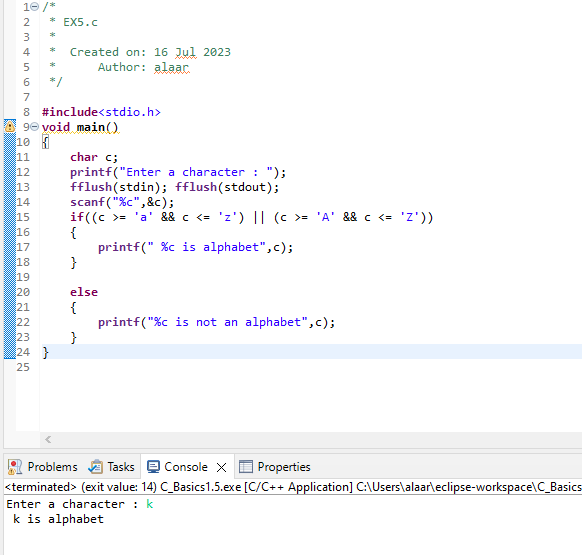 1 /*
2  * EX5.c
3  *
4  *  Created on: 16 Jul 2023
5  *      Author: alaar
6  */
7
8 #include<stdio.h>
9 void main()
10 {
11     char c;
12     printf("Enter a character : ");
13     fflush(stdin); fflush(stdout);
14     scanf("%c",&c);
15     if((c >= 'a' && c <= 'z') || (c >= 'A' && c <= 'Z'))
16     {
17         printf(" %c is alphabet",c);
18     }
19
20     else
21     {
22         printf("%c is not an alphabet",c);
23     }
24 }
25
Problems Tasks Console Properties
<terminated> (exit value: 14) C_Basics1.5.exe [C/C++ Application] C:\Users\alaar\eclipse-workspace\C_Basics
Enter a character : k
 k is alphabet